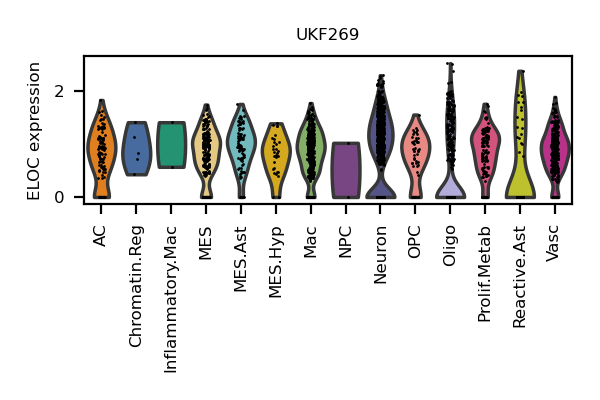 UKF269
ELOC expression
2
0
AC
Chromatin.Reg
Inflammatory.Mac
MES
MES.Ast
MES.Hyp
Mac
NPC
Neuron
OPC
Oligo
Prolif.Metab
Reactive.Ast
Vasc